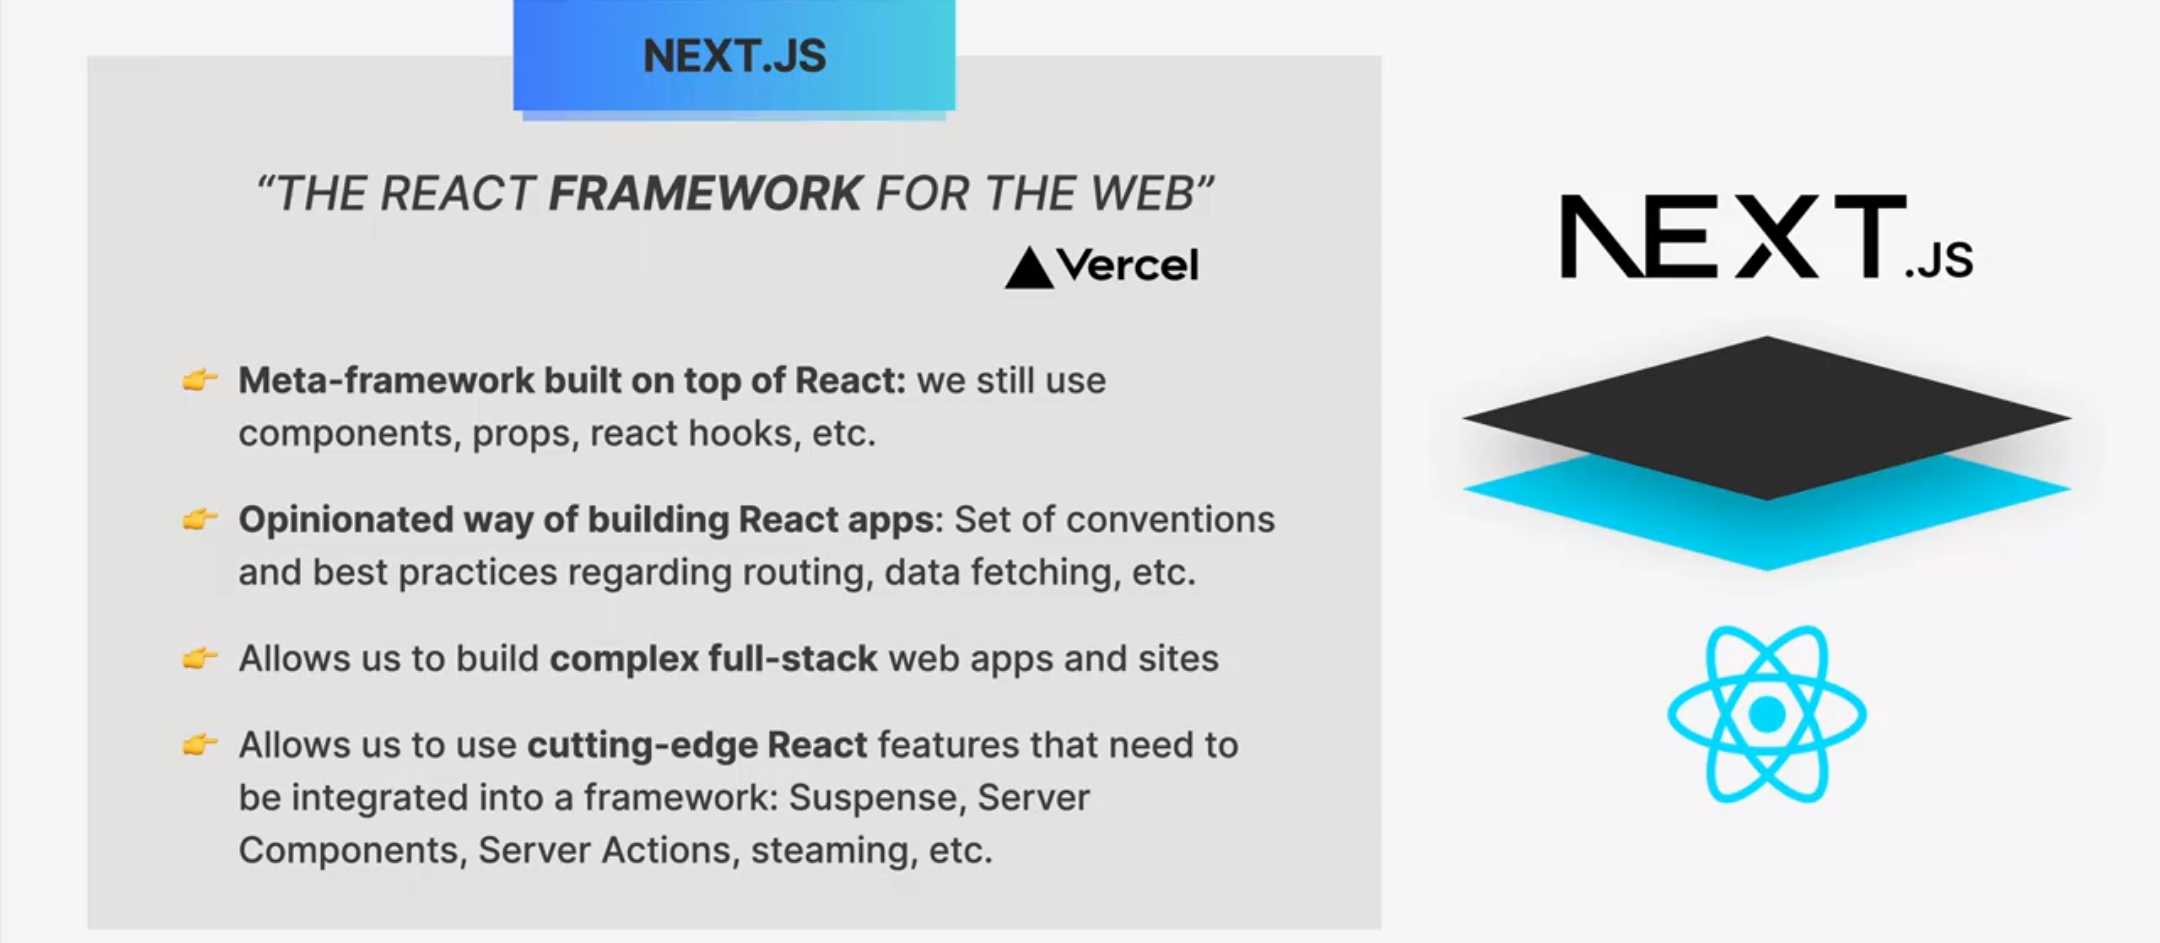 NEXT.JS
“THE REACT FRAMEWORK FOR THE WEB”
Vercel
👉 Meta-framework built on top of React: we still use
components, props, react hooks, etc.
👉 Opinionated way of building React apps: Set of conventions
and best practices regarding routing, data fetching, etc.
👉 Allows us to build complex full-stack web apps and sites
👉 Allows us to use cutting-edge React features that need to
be integrated into a framework: Suspense, Server
Components, Server Actions, steaming, etc.
NEXT.JS